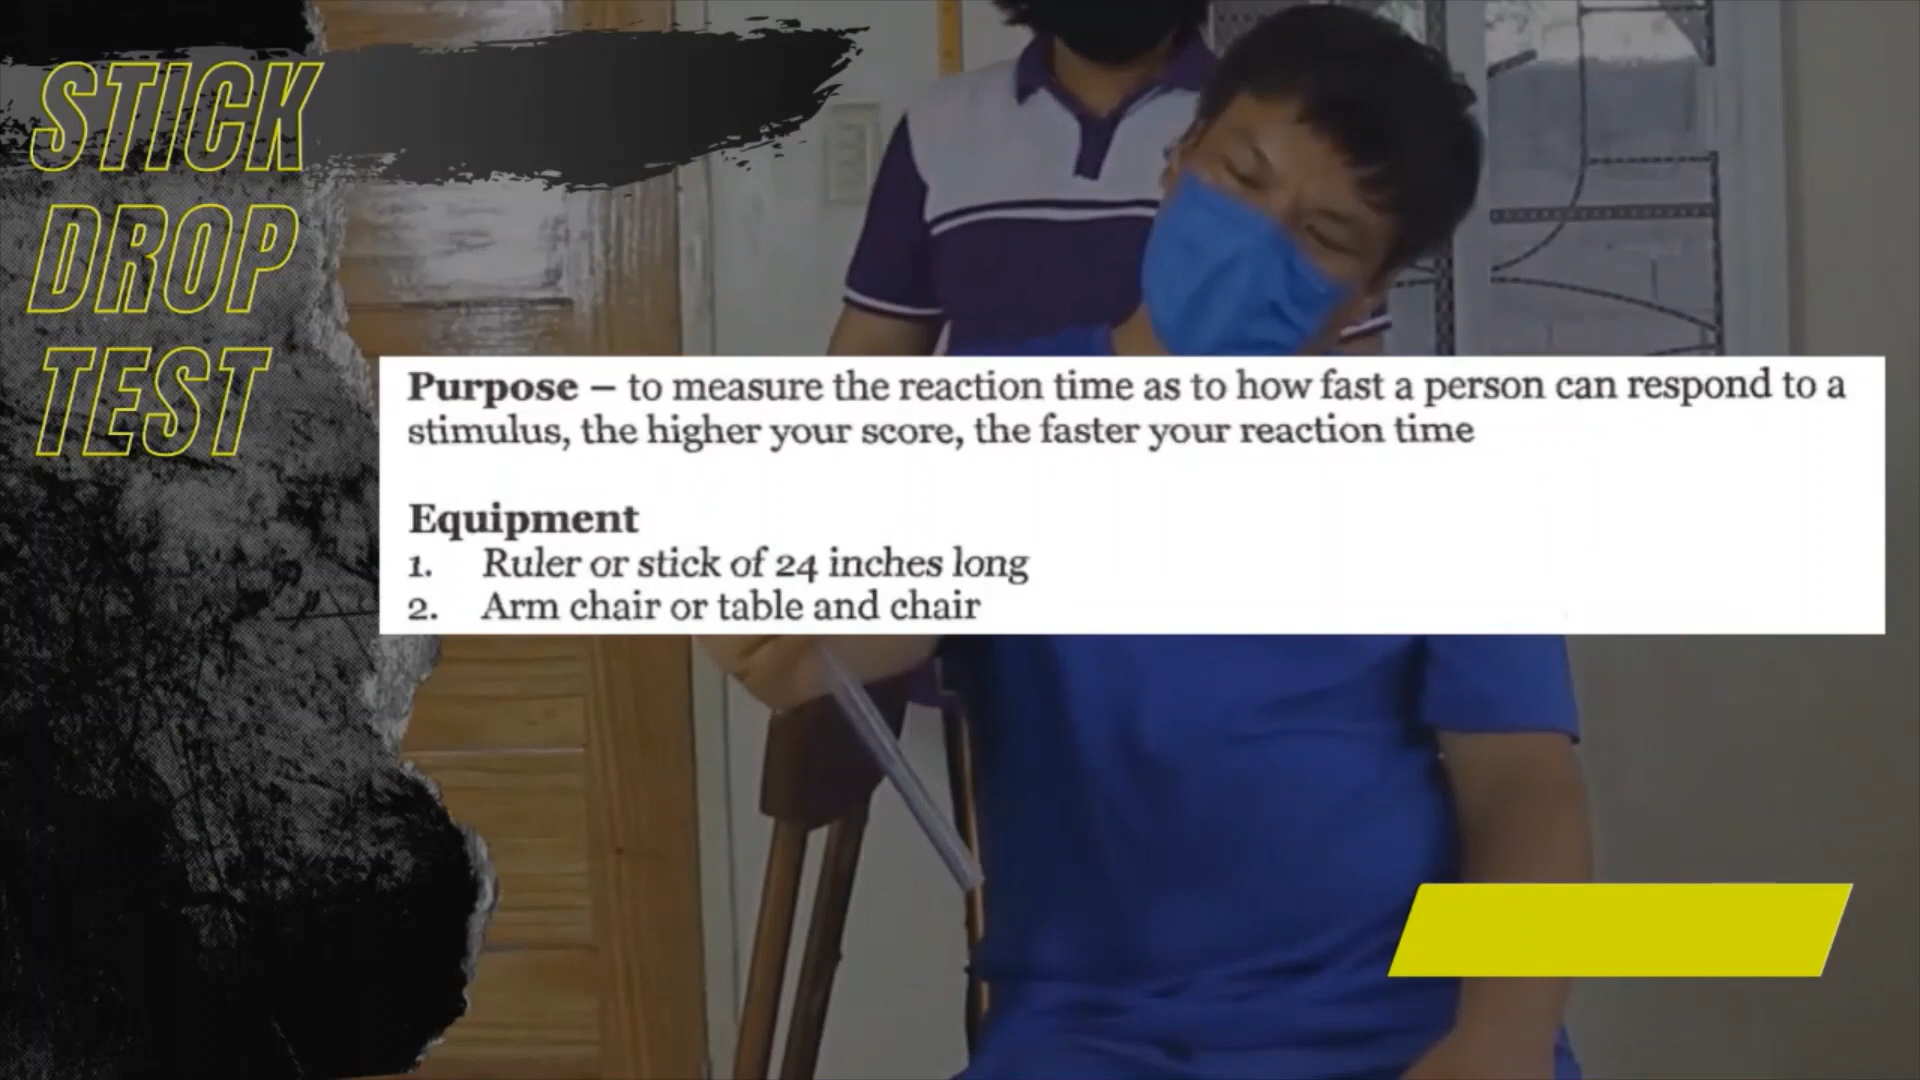 STICK
DROP
TEST
Purpose – to measure the reaction time as to how fast a person can respond to a
stimulus, the higher your score, the faster your reaction time
Equipment
1. Ruler or stick of 24 inches long
2. Arm chair or table and chair